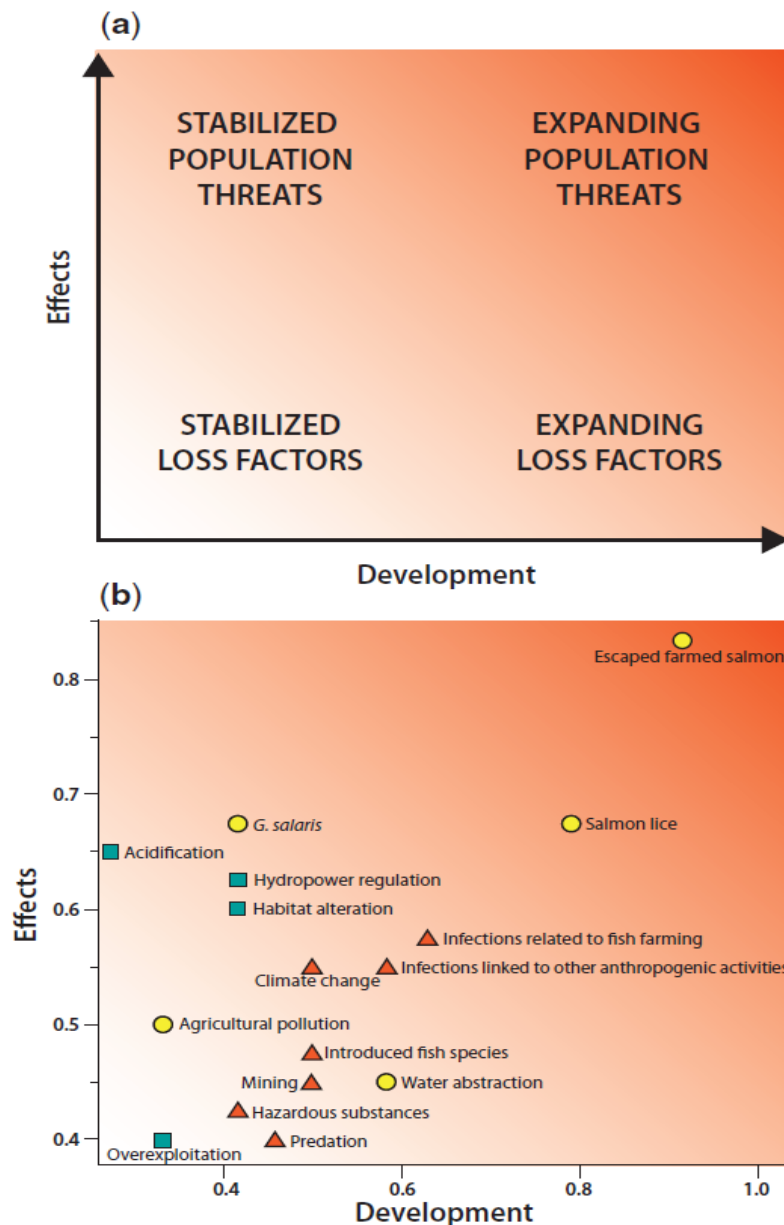 (a)
STABILIZED
POPULATION
THREATS
EXPANDING
POPULATION
THREATS
Effects
STABILIZED
LOSS FACTORS
EXPANDING
LOSS FACTORS
Development
(b)
Escaped farmed salmon
0.8
0.7
G. salaris
Salmon lice
Acidification
Hydropower regulation
Effects
0.6
Habitat alteration
Infections related to fish farming
Climate change
Infections linked to other anthropogenic activities
0.5
Agricultural pollution
Introduced fish species
Mining
Water abstraction
Hazardous substances
0.4
Predation
Overexploitation
0.4
0.6
0.8
1.0
Development